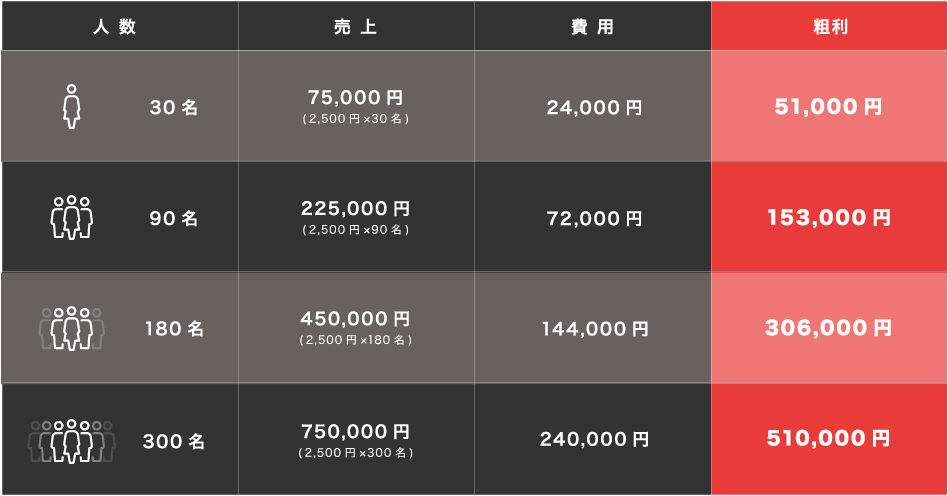 人数 売上 費用 粗利
30名 75,000円 24,000円 51,000円
(2,500円×30名)
90名 225,000円 72,000円 153,000円
(2,500円×90名)
180名 450,000円 144,000円 306,000円
(2,500円×180名)
300名 750,000円 240,000円 510,000円
(2,500円×300名)